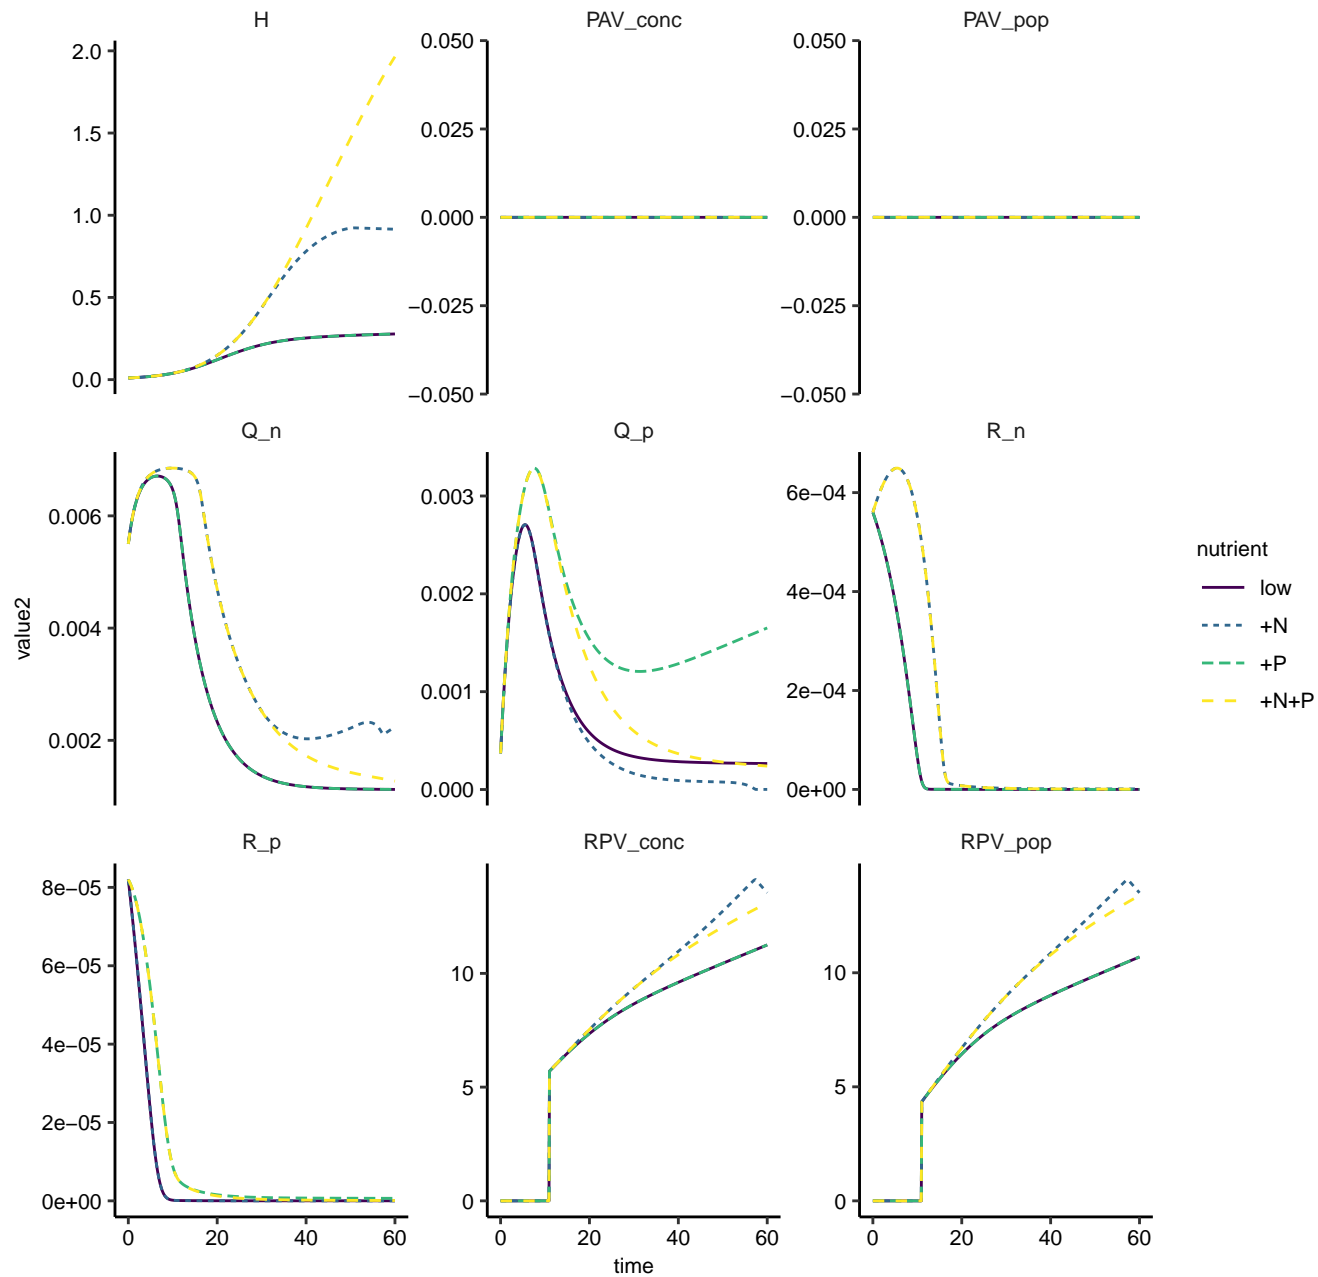 H
PAV_conc
PAV_pop
2.0
1.5
1.0
0.5
0.0
0.050
0.025
0.000
−0.025
−0.050
0.050
0.025
0.000
−0.025
−0.050
Q_n
Q_p
R_n
0.006
0.004
0.002
0.003
0.002
0.001
0.000
6e−04
4e−04
2e−04
0e+00
R_p
RPV_conc
RPV_pop
8e−05
6e−05
4e−05
2e−05
0e+00
10
5
0
10
5
0
0 20 40 60
0 20 40 60
0 20 40 60
time
value2
nutrient
low
+N
+P
+N+P